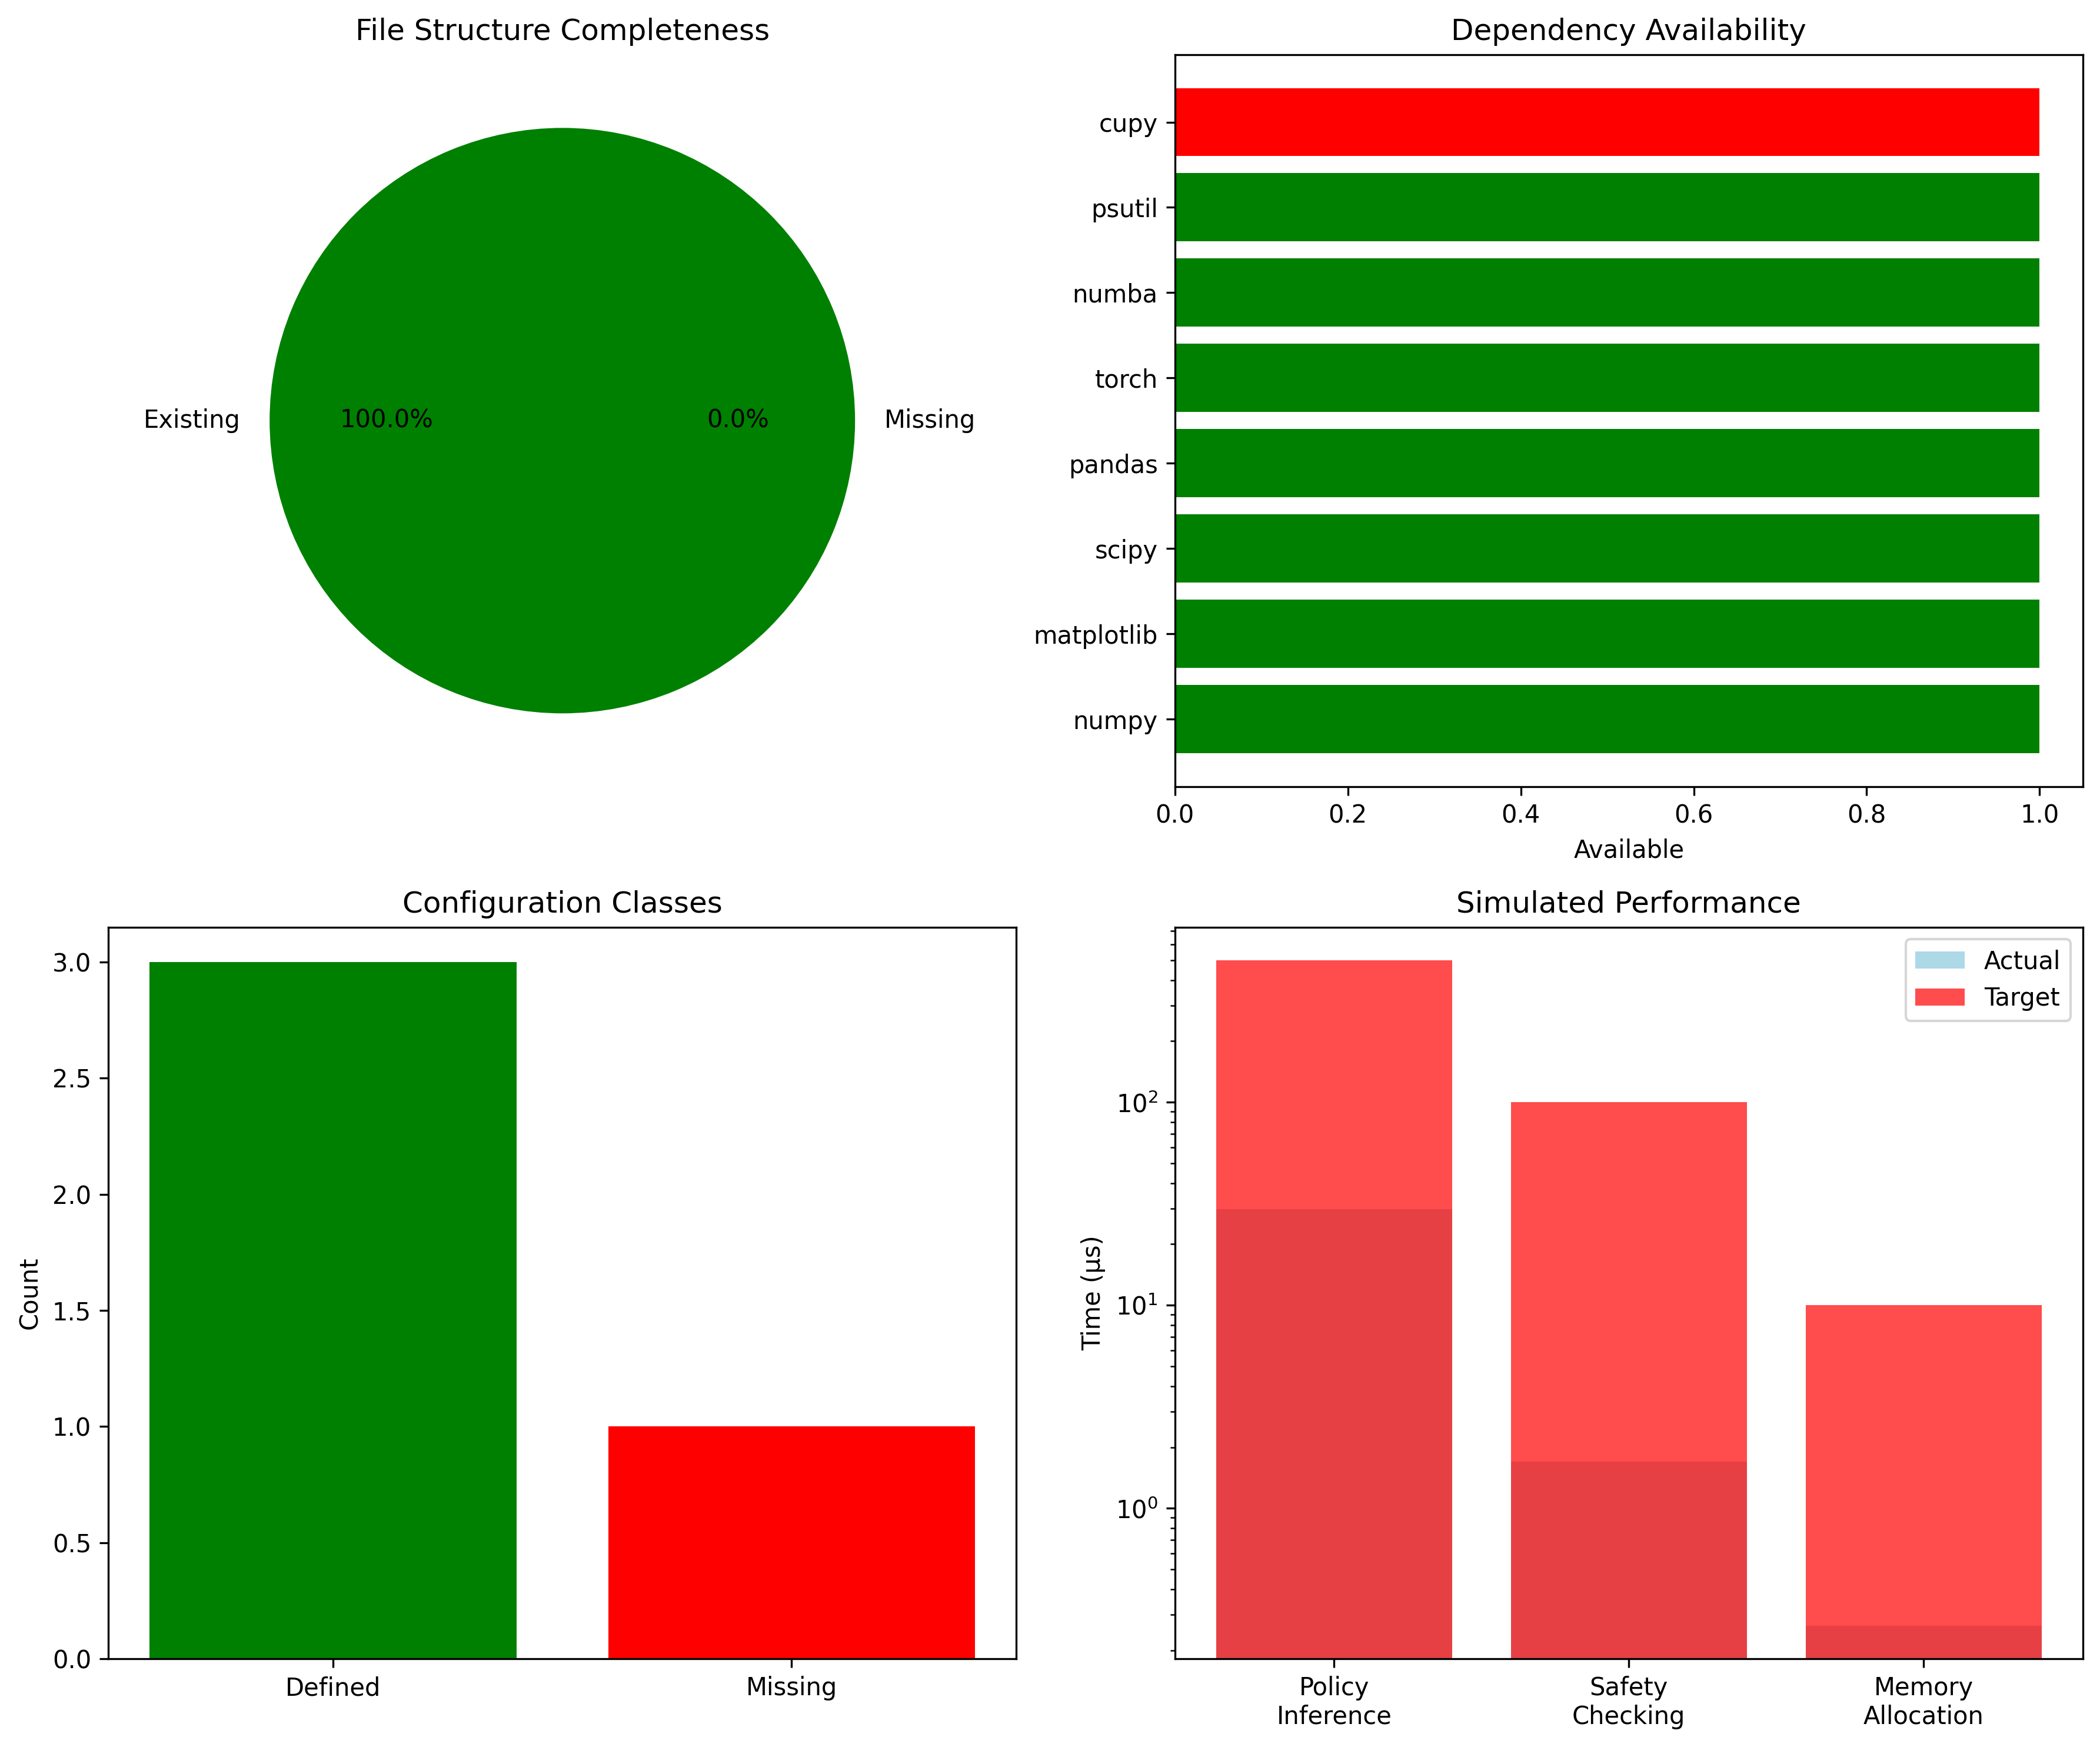 File Structure Completeness
Existing
100.0%
0.0%
Missing
Dependency Availability
cupy
psutil
numba
torch
pandas
scipy
matplotlib
numpy
0.0
0.2
0.4
0.6
0.8
1.0
Available
Configuration Classes
Count
3.0
2.5
2.0
1.5
1.0
0.5
0.0
Defined
Missing
Simulated Performance
Actual
Target
Time (μs)
10²
10¹
10⁰
Policy
Inference
Safety
Checking
Memory
Allocation